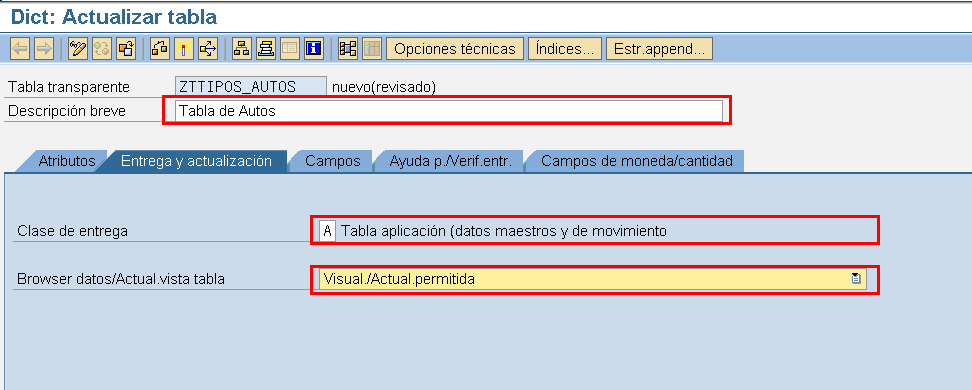 Dict: Actualizar tabla
Opciones técnicas Índices... Estr.append...
Tabla transparente ZTTIPOS_AUTOS nuevo(revisado)
Descripción breve Tabla de Autos
Atributos Entrega y actualización Campos Ayuda p./Verif.entr. Campos de moneda/cantidad
Clase de entrega A Tabla aplicación (datos maestros y de movimiento
Browser datos/Actual.vista tabla Visual./Actual.permitida